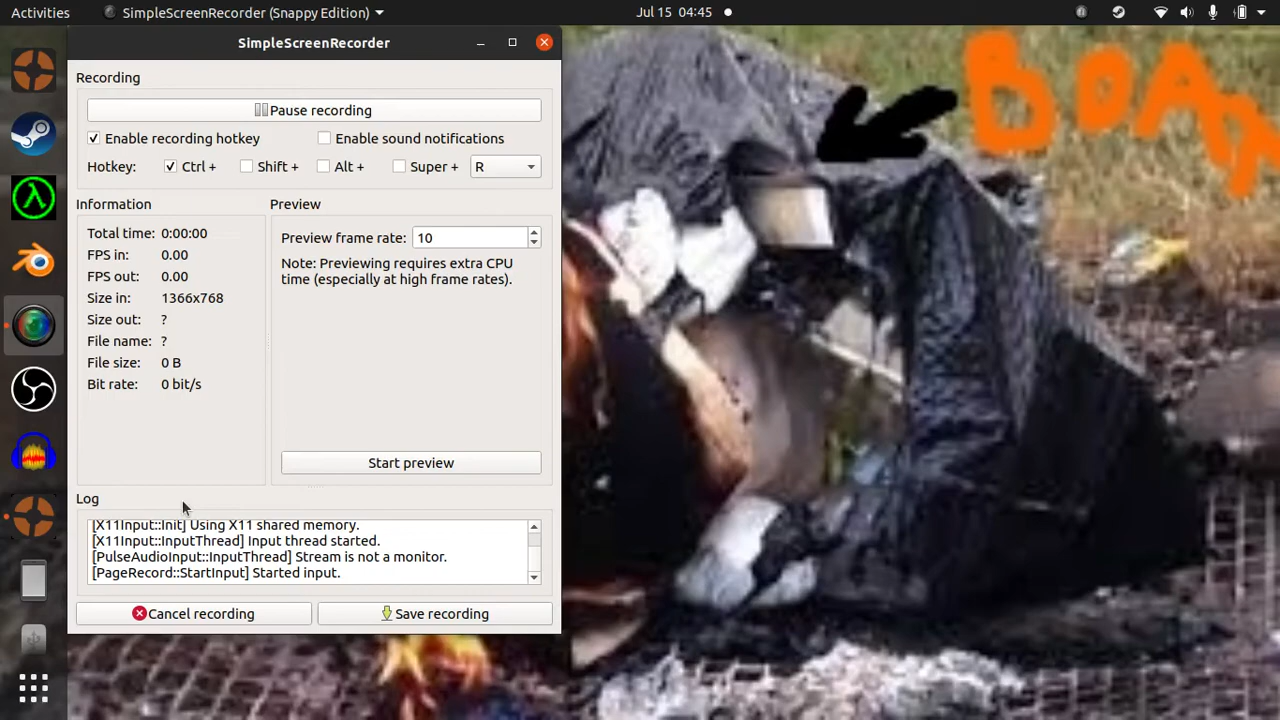 Activities SimpleScreenRecorder (Snappy Edition) Jul 15 04:45
SimpleScreenRecorder
Recording
Pause recording
Enable recording hotkey Enable sound notifications
Hotkey: Ctrl + Shift + Alt + Super + R
Information
Total time: 0:00:00
FPS in: 0.00
FPS out: 0.00
Size in: 1366x768
Size out: ?
File name: ?
File size: 0 B
Bit rate: 0 bit/s
Preview
Preview frame rate: 10
Note: Previewing requires extra CPU
time (especially at high frame rates).
Start preview
Log
[X11Input::Init] Using X11 shared memory.
[X11Input::InputThread] Input thread started.
[PulseAudioInput::InputThread] Stream is not a monitor.
[PageRecord::StartInput] Started input.
Cancel recording Save recording